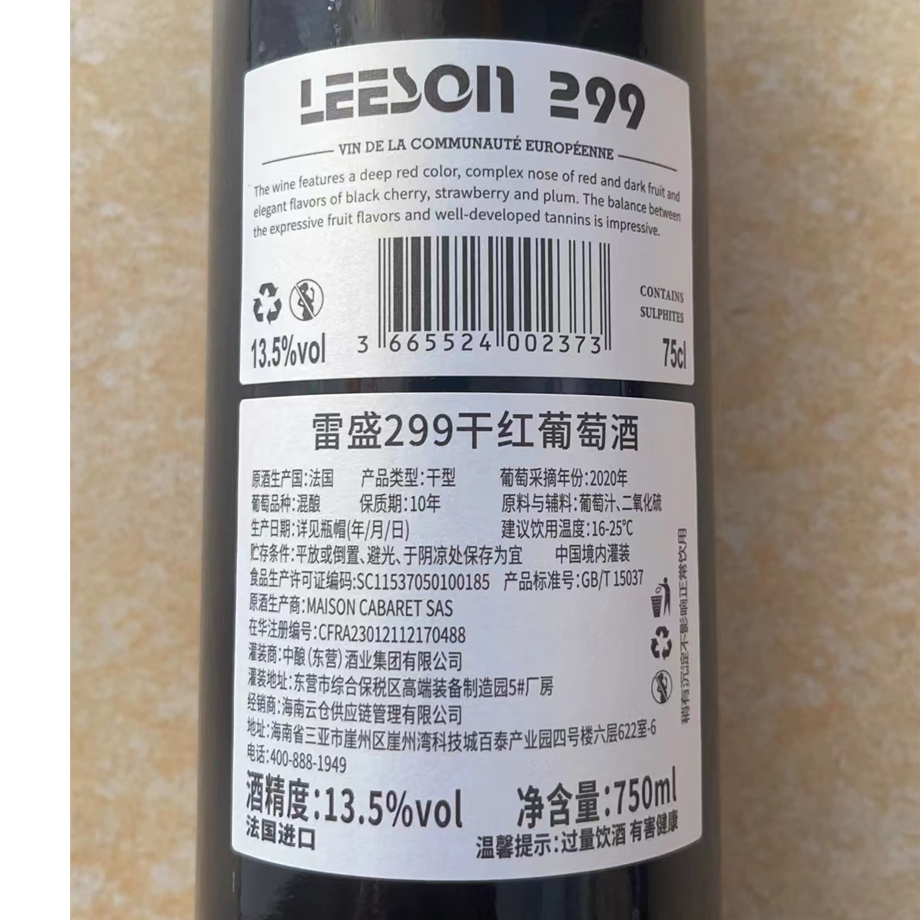 LEESON 299
VIN DE LA COMMUNAUTÉ EUROPÉENNE
The wine features a deep red color, complex nose of red and dark fruit and
elegant flavors of black cherry, strawberry and plum. The balance between
the expressive fruit flavors and well-developed tannins is impressive.
CONTAINS
SULPHITES
13.5%vol
3 665524 002373
75cl
雷盛299干红葡萄酒
原酒生产国:法国 产品类型:干型 葡萄采摘年份:2020年
葡萄品种:混酿 保质期:10年 原料与辅料:葡萄汁、二氧化硫
生产日期:详见瓶帽(年/月/日) 建议饮用温度:16-25℃
贮存条件:平放或倒置、避光、于阴凉处保存为宜 中国境内灌装
食品生产许可证编码:SC11537050100185 产品标准号:GB/T 15037
原酒生产商:MAISON CABARET SAS
在华注册编号:CFRA23012112170488
灌装商:中酿(东营)酒业集团有限公司
灌装地址:东营市综合保税区高端装备制造园5#厂房
经销商:海南云仓供应链管理有限公司
地址:海南省三亚市崖州区崖州湾科技城百泰产业园四号楼六层622室-6
电话:400-888-1949
稍有沉淀不影响正常饮用
酒精度:13.5%vol 净含量:750ml
法国进口 温馨提示:过量饮酒 有害健康